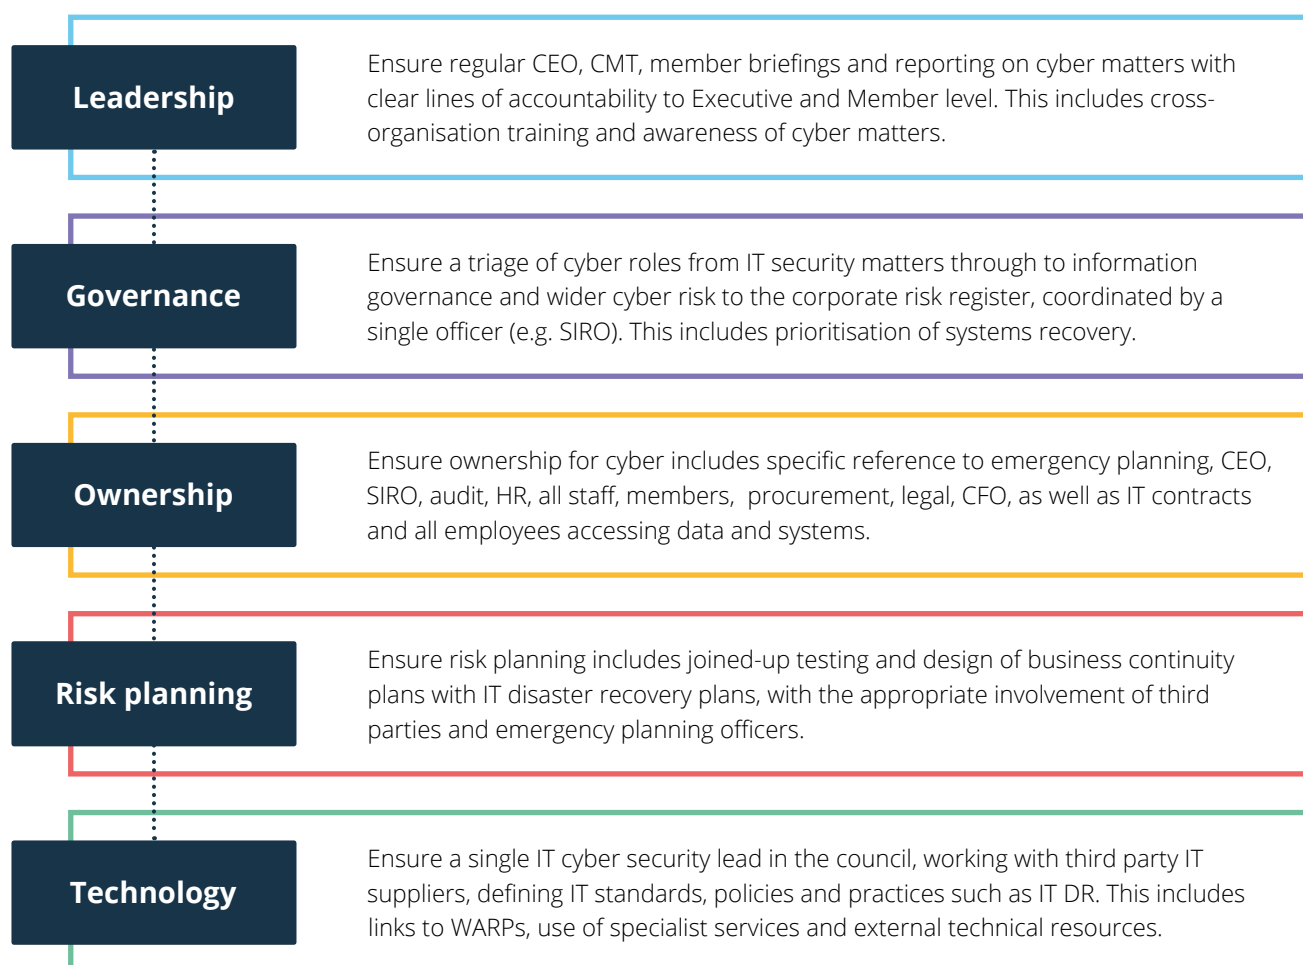 Leadership
Ensure regular CEO, CMT, member briefings and reporting on cyber matters with
clear lines of accountability to Executive and Member level. This includes cross-
organisation training and awareness of cyber matters.
Governance
Ensure a triage of cyber roles from IT security matters through to information
governance and wider cyber risk to the corporate risk register, coordinated by a
single officer (e.g. SIRO). This includes prioritisation of systems recovery.
Ownership
Ensure ownership for cyber includes specific reference to emergency planning, CEO,
SIRO, audit, HR, all staff, members,  procurement, legal, CFO, as well as IT contracts
and all employees accessing data and systems.
Risk planning
Ensure risk planning includes joined-up testing and design of business continuity
plans with IT disaster recovery plans, with the appropriate involvement of third
parties and emergency planning officers.
Technology
Ensure a single IT cyber security lead in the council, working with third party IT
suppliers, defining IT standards, policies and practices such as IT DR. This includes
links to WARPs, use of specialist services and external technical resources.